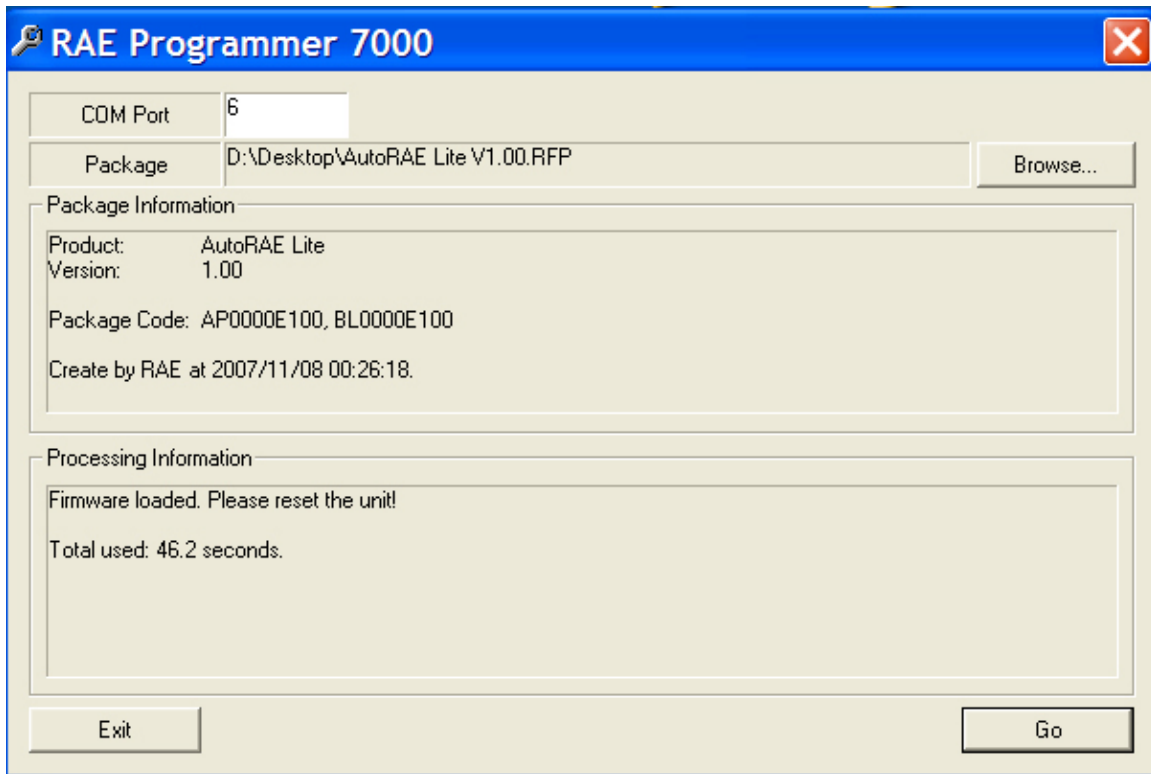 RAE Programmer 7000
COM Port 6
Package D:\Desktop\AutoRAE Lite V1.00.RFP Browse...
Package Information
Product: AutoRAE Lite
Version: 1.00
Package Code: AP0000E100, BL0000E100
Create by RAE at 2007/11/08 00:26:18.
Processing Information
Firmware loaded. Please reset the unit!
Total used: 46.2 seconds.
Exit Go